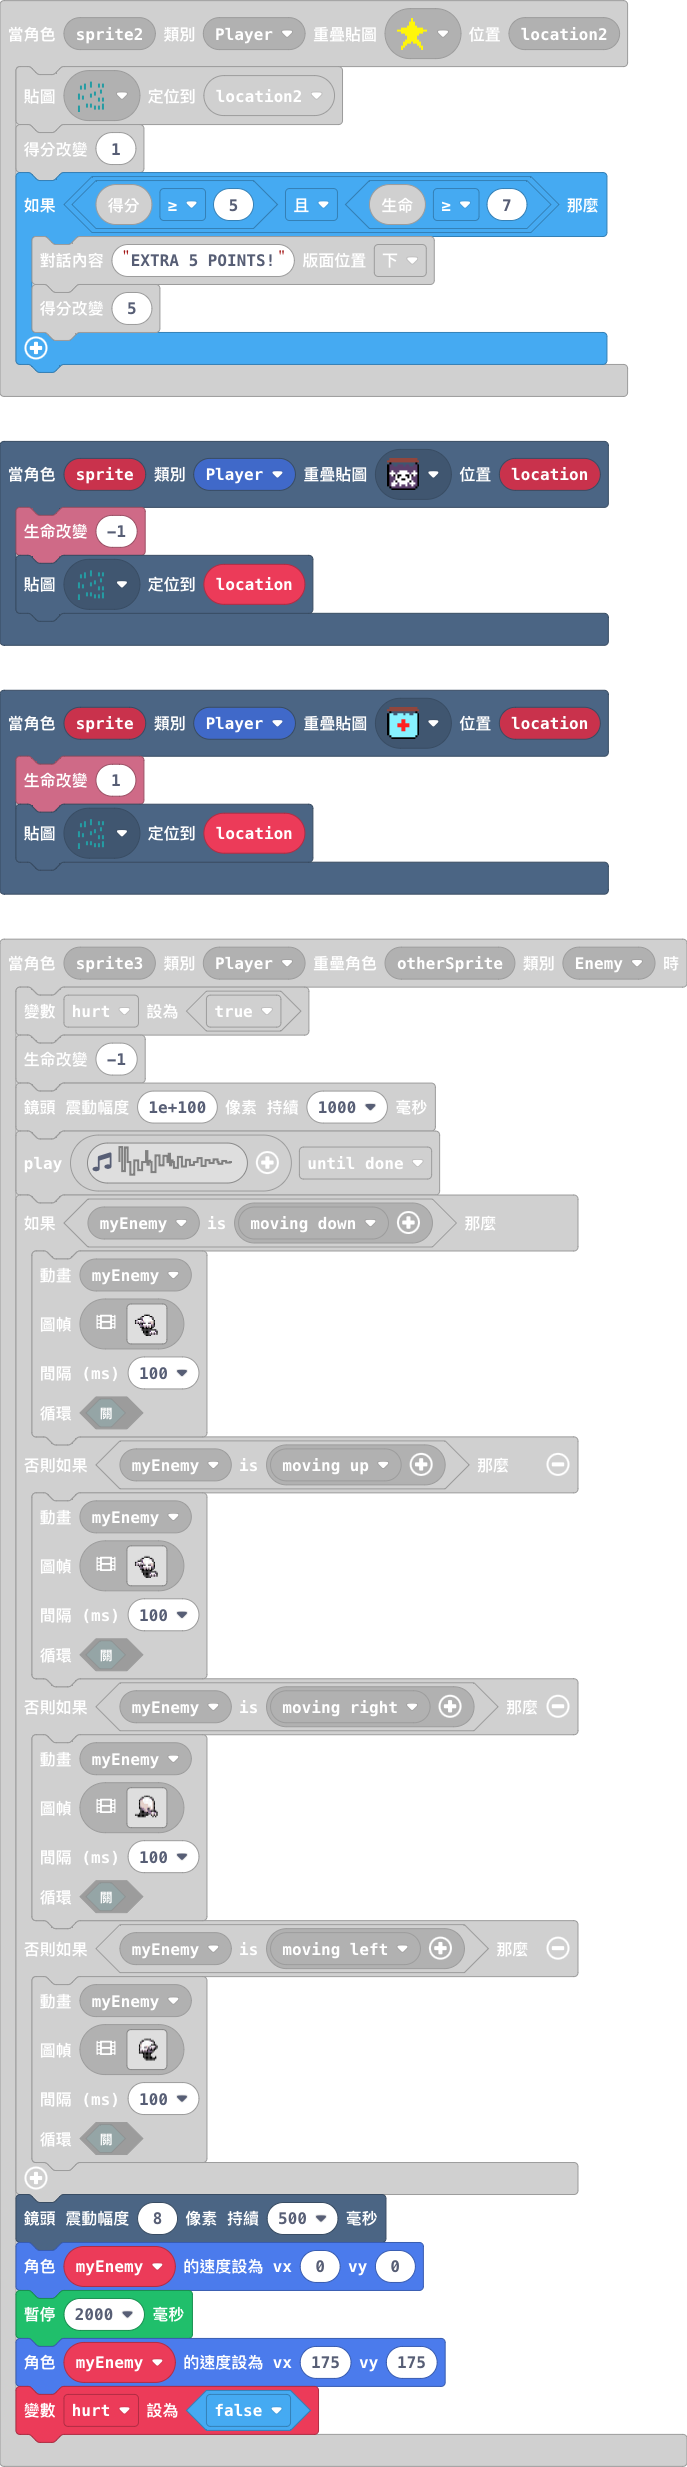 當角色 sprite2 類別 Player 重疊貼圖 位置 location2
貼圖 定位到 location2
得分改變 1
如果 得分 ≥ 5 且 生命 ≥ 7 那麼
對話內容 "EXTRA 5 POINTS!" 版面位置 下
得分改變 5
當角色 sprite 類別 Player 重疊貼圖 位置 location
生命改變 -1
貼圖 定位到 location
當角色 sprite 類別 Player 重疊貼圖 位置 location
生命改變 1
貼圖 定位到 location
當角色 sprite3 類別 Player 重疊角色 otherSprite 類別 Enemy 時
變數 hurt 設為 true
生命改變 -1
鏡頭 震動幅度 1e+100 像素 持續 1000 毫秒
play until done
如果 myEnemy is moving down 那麼
動畫 myEnemy
圖幀
間隔 (ms) 100
循環 關
否則如果 myEnemy is moving up 那麼
動畫 myEnemy
圖幀
間隔 (ms) 100
循環 關
否則如果 myEnemy is moving right 那麼
動畫 myEnemy
圖幀
間隔 (ms) 100
循環 關
否則如果 myEnemy is moving left 那麼
動畫 myEnemy
圖幀
間隔 (ms) 100
循環 關
鏡頭 震動幅度 8 像素 持續 500 毫秒
角色 myEnemy 的速度設為 vx 0 vy 0
暫停 2000 毫秒
角色 myEnemy 的速度設為 vx 175 vy 175
變數 hurt 設為 false